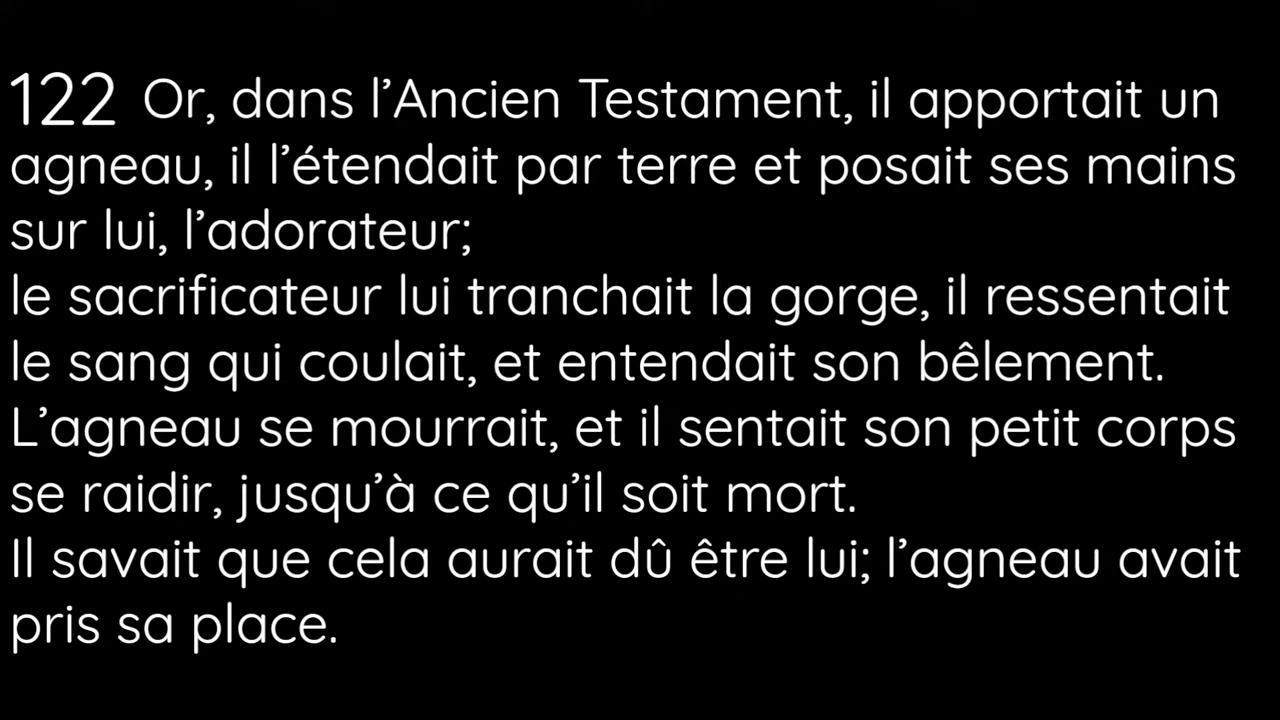 122 Or, dans l’Ancien Testament, il apportait un
agneau, il l’étendait par terre et posait ses mains
sur lui, l’adorateur;
le sacrificateur lui tranchait la gorge, il ressentait
le sang qui coulait, et entendait son bêlement.
L’agneau se mourrait, et il sentait son petit corps
se raidir, jusqu’à ce qu’il soit mort.
Il savait que cela aurait dû être lui; l’agneau avait
pris sa place.